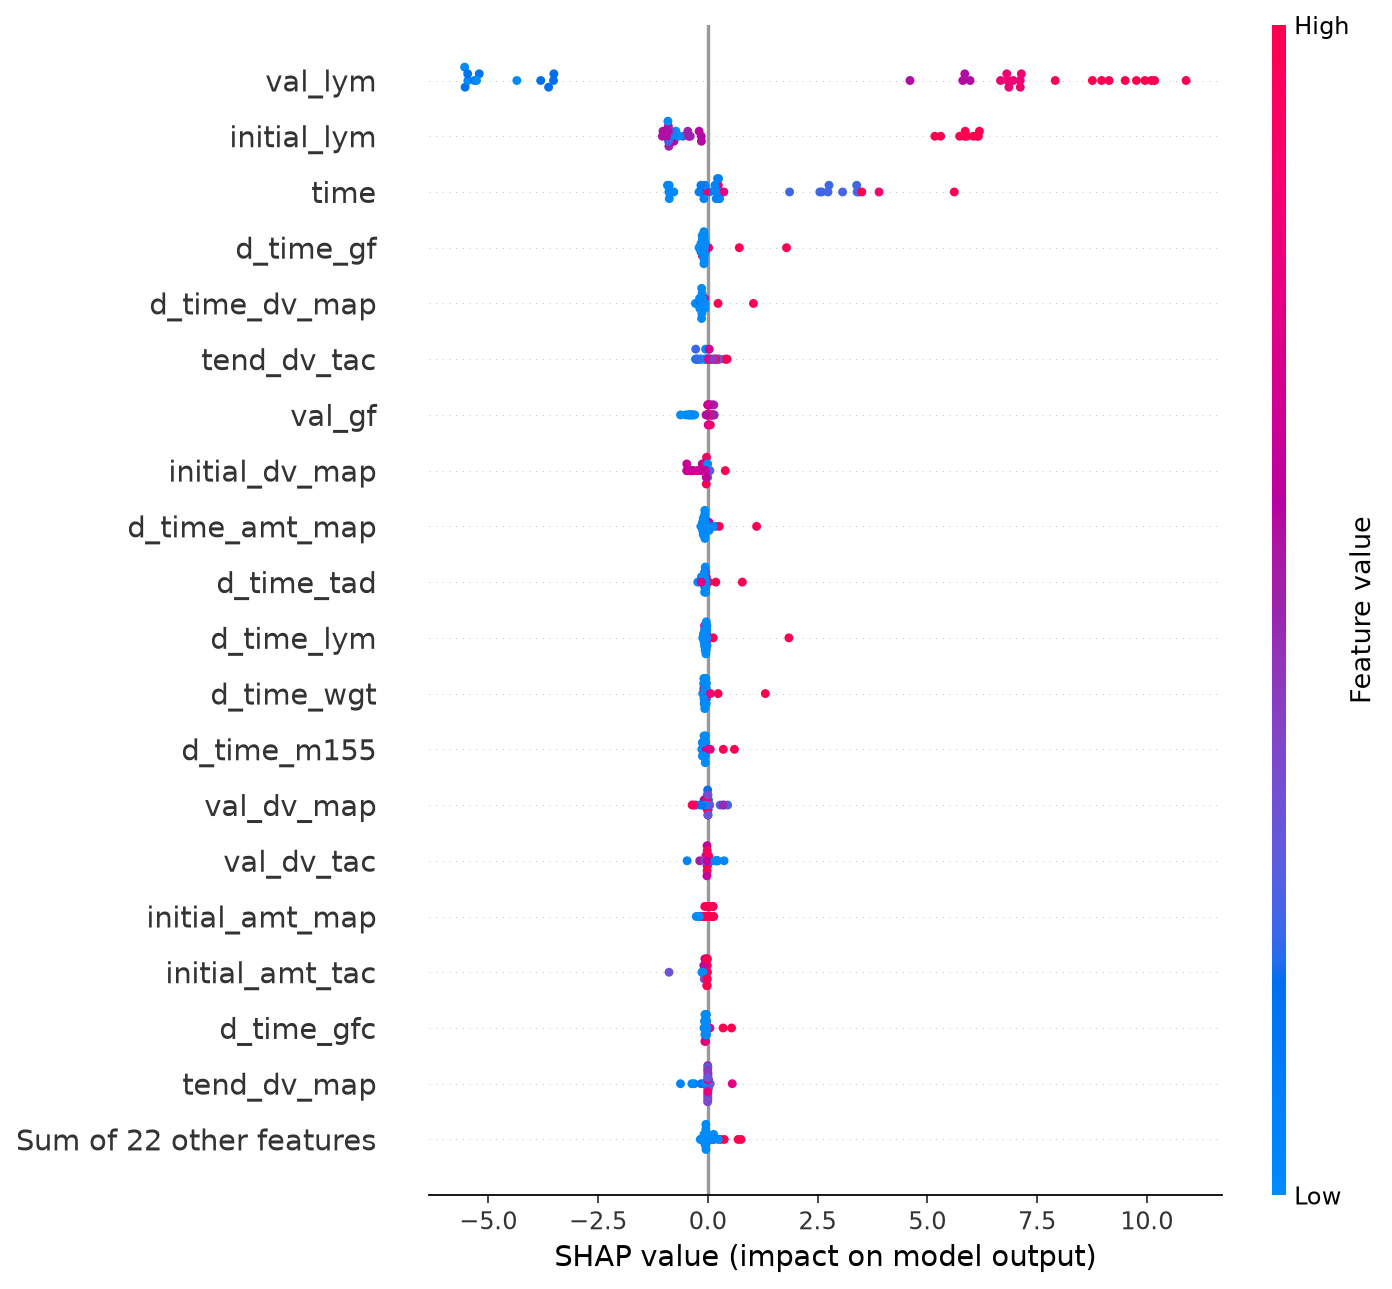 High
val_lym
initial_lym
time
d_time_gf
d_time_dv_map
tend_dv_tac
val_gf
initial_dv_map
d_time_amt_map
d_time_tad
d_time_lym
d_time_wgt
d_time_m155
val_dv_map
val_dv_tac
initial_amt_map
initial_amt_tac
d_time_gfc
tend_dv_map
Sum of 22 other features
Feature value
Low
−5.0 −2.5 0.0 2.5 5.0 7.5 10.0
SHAP value (impact on model output)